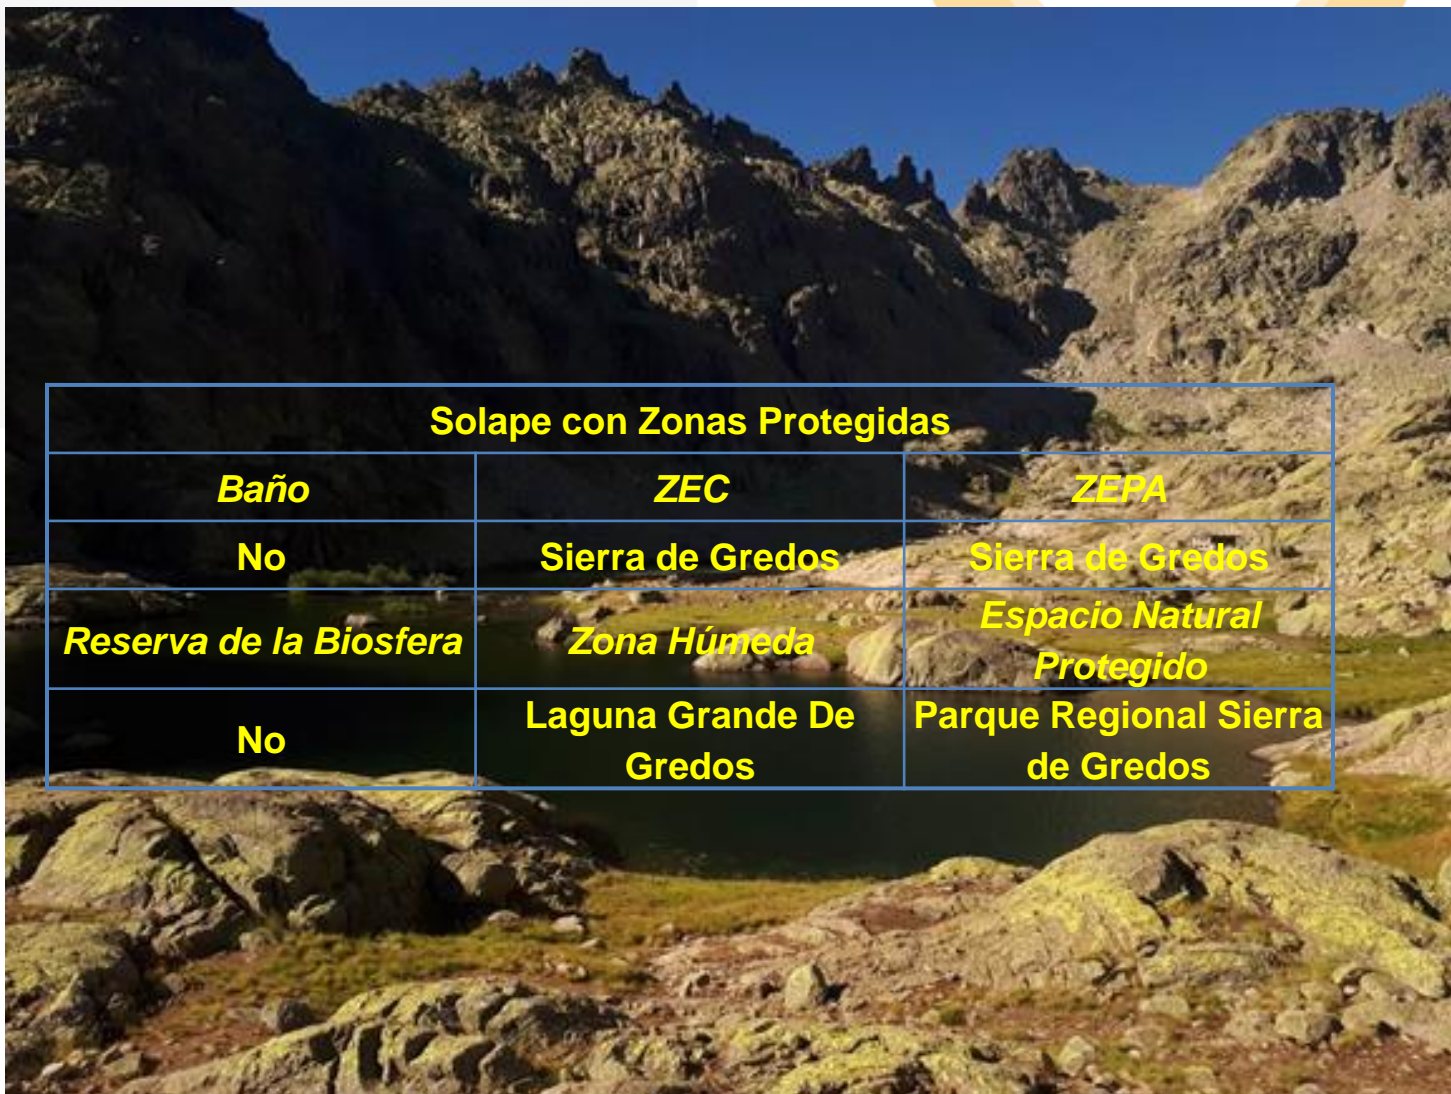 Solape con Zonas Protegidas
Baño ZEC ZEPA
No Sierra de Gredos Sierra de Gredos
Reserva de la Biosfera Zona Húmeda Espacio Natural
Protegido
No Laguna Grande De
Gredos Parque Regional Sierra
de Gredos